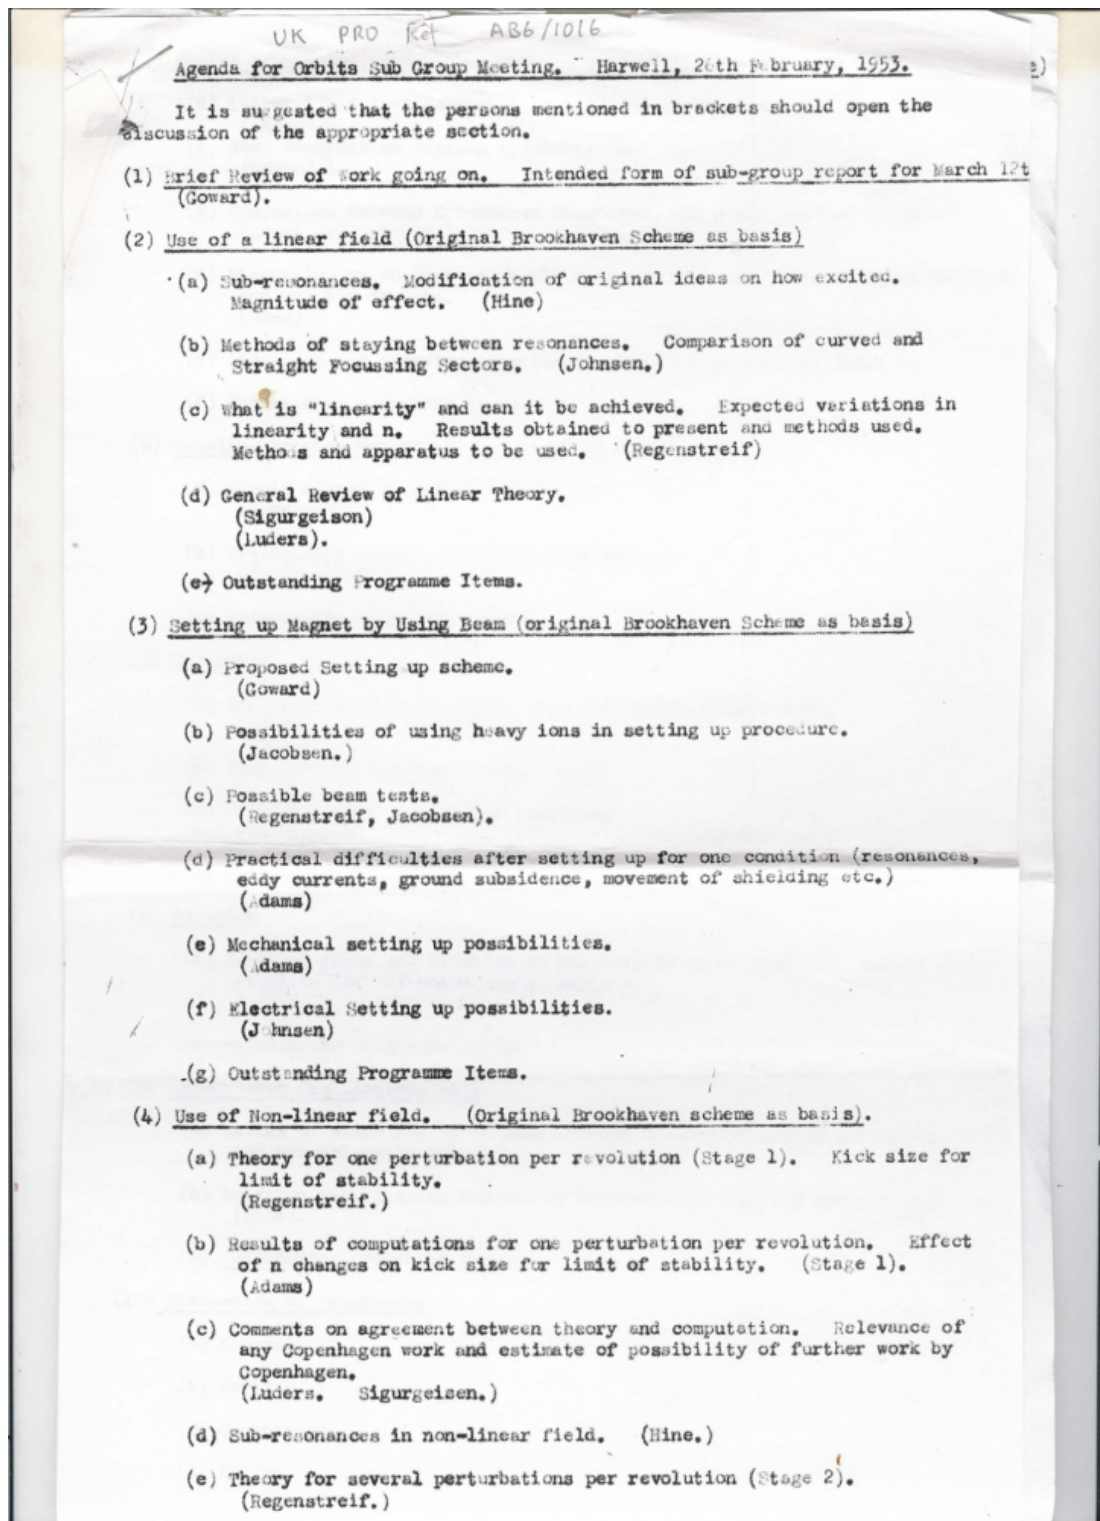 UK PRO Ref AB6/1016
Agenda for Orbits Sub Group Meeting. Harwell, 26th February, 1953.
e)
It is suggested that the persons mentioned in brackets should open the
discussion of the appropriate section.
(1) Brief Review of Work going on. Intended form of sub-group report for March 12t
(Goward).
(2) Use of a linear field (Original Brookhaven Scheme as basis)
(a) Sub-resonances. Modification of original ideas on how excited.
Magnitude of effect. (Hine)
(b) Methods of staying between resonances. Comparison of curved and
Straight Focussing Sectors. (Johnsen.)
(c) What is "linearity" and can it be achieved. Expected variations in
linearity and n. Results obtained to present and methods used.
Methods and apparatus to be used. (Regenstreif)
(d) General Review of Linear Theory.
(Sigurgeison)
(Luders).
(e) Outstanding Programme Items.
(3) Setting up Magnet by Using Beam (original Brookhaven Scheme as basis)
(a) Proposed Setting up scheme.
(Goward)
(b) Possibilities of using heavy ions in setting up procedure.
(Jacobsen.)
(c) Possible beam tests.
(Regenstreif, Jacobsen).
(d) Practical difficulties after setting up for one condition (resonances,
eddy currents, ground subsidence, movement of shielding etc.)
(Adams)
(e) Mechanical setting up possibilities.
(Adams)
(f) Electrical Setting up possibilities.
(Johnsen)
(g) Outstanding Programme Items.
(4) Use of Non-linear field. (Original Brookhaven scheme as basis).
(a) Theory for one perturbation per revolution (Stage 1). Kick size for
limit of stability.
(Regenstreif.)
(b) Results of computations for one perturbation per revolution. Effect
of n changes on kick size for limit of stability. (Stage 1).
(Adams)
(c) Comments on agreement between theory and computation. Relevance of
any Copenhagen work and estimate of possibility of further work by
Copenhagen.
(Luders. Sigurgeisen.)
(d) Sub-resonances in non-linear field. (Hine.)
(e) Theory for several perturbations per revolution (Stage 2).
(Regenstreif.)